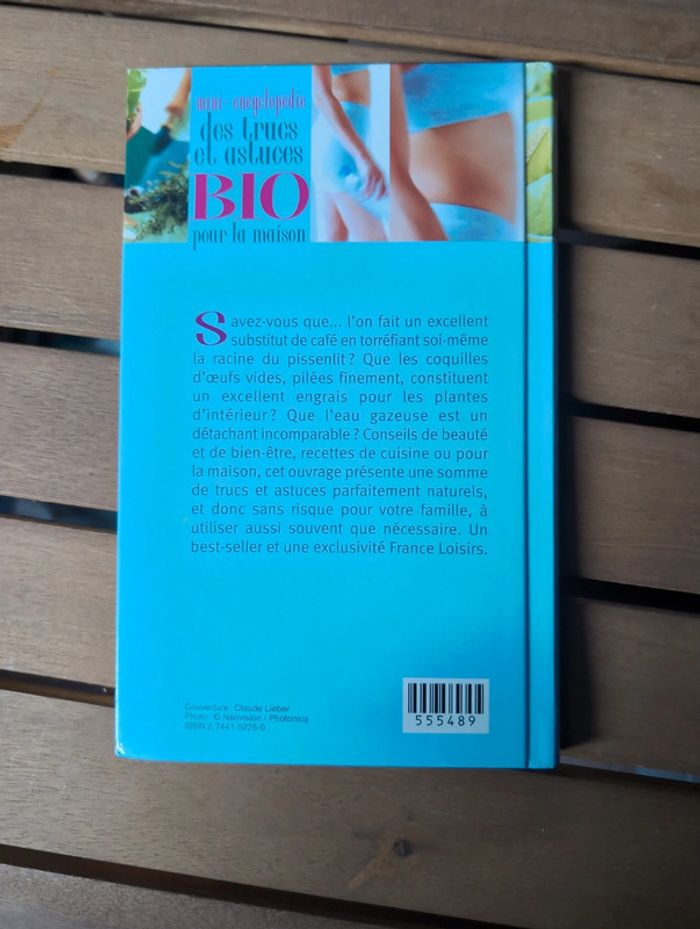 mini-encyclopédie
des trucs
et astuces
BIO
pour la maison
Savez-vous que... l'on fait un excellent
substitut de café en torréfiant soi-même
la racine du pissenlit ? Que les coquilles
d'œufs vides, pilées finement, constituent
un excellent engrais pour les plantes
d'intérieur ? Que l'eau gazeuse est un
détachant incomparable ? Conseils de beauté
et de bien-être, recettes de cuisine ou pour
la maison, cet ouvrage présente une somme
de trucs et astuces parfaitement naturels,
et donc sans risque pour votre famille, à
utiliser aussi souvent que nécessaire. Un
best-seller et une exclusivité France Loisirs.
Couverture : Claude Lieber
Photo : © Néovision / Photonica
ISBN 2-7441-5225-0
555489